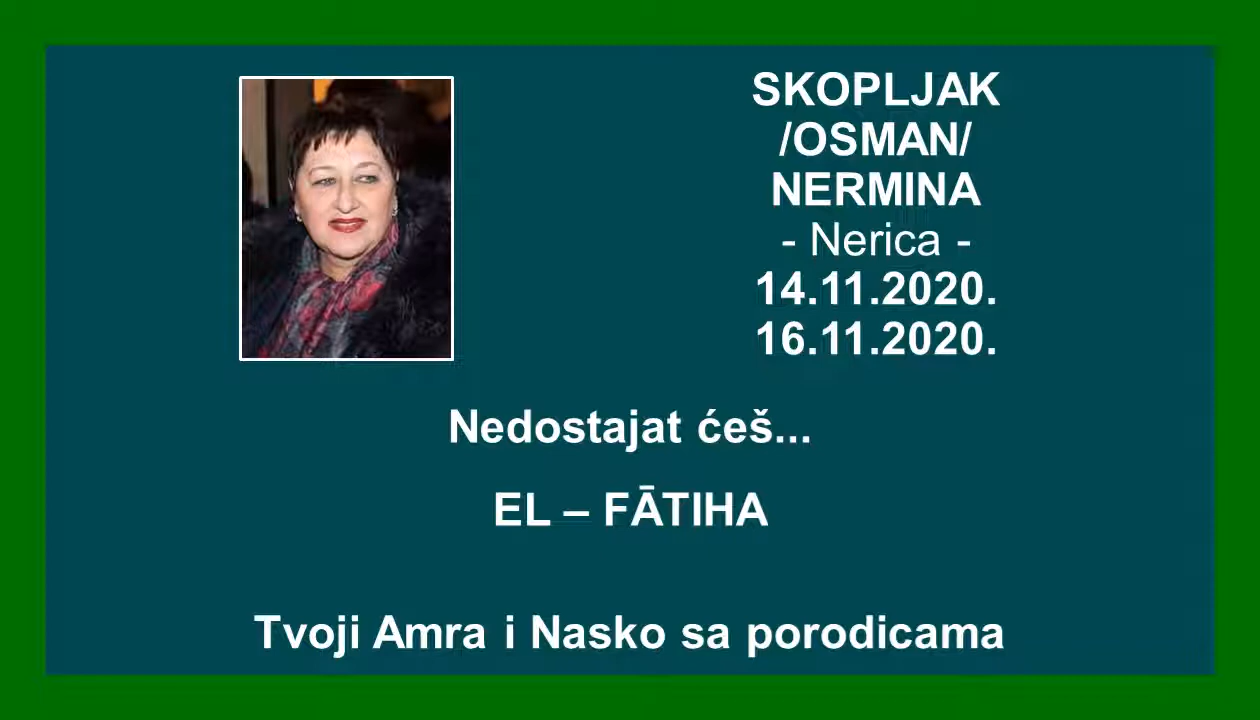 SKOPLJAK
/OSMAN/
NERMINA
- Nerica -
14.11.2020.
16.11.2020.
Nedostajat ćeš...
EL – FĀTIHA
Tvoji Amra i Nasko sa porodicama